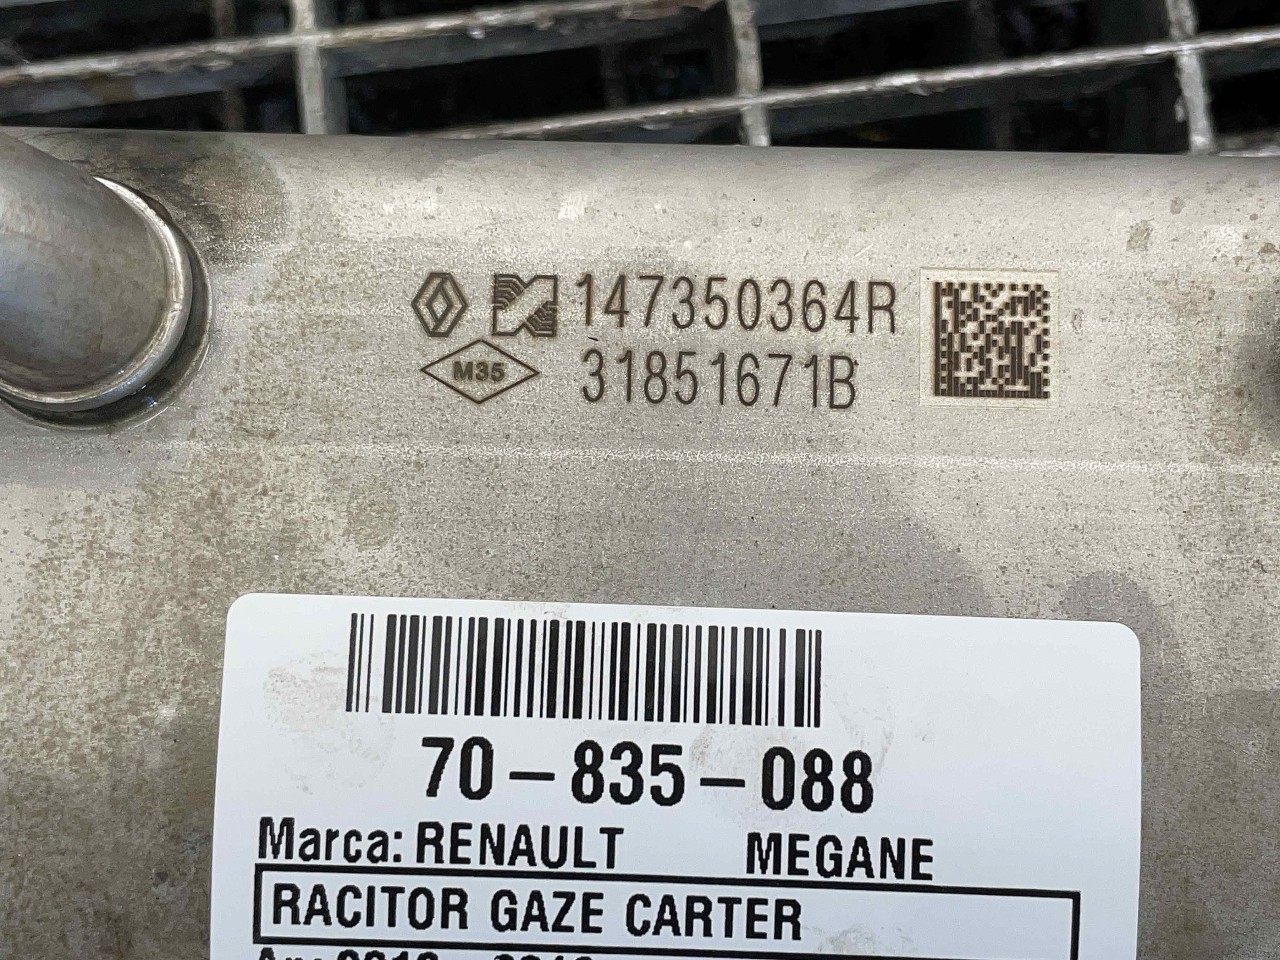 147350364R
M35
31851671B
70-835-088
Marca: RENAULT MEGANE
RACITOR GAZE CARTER